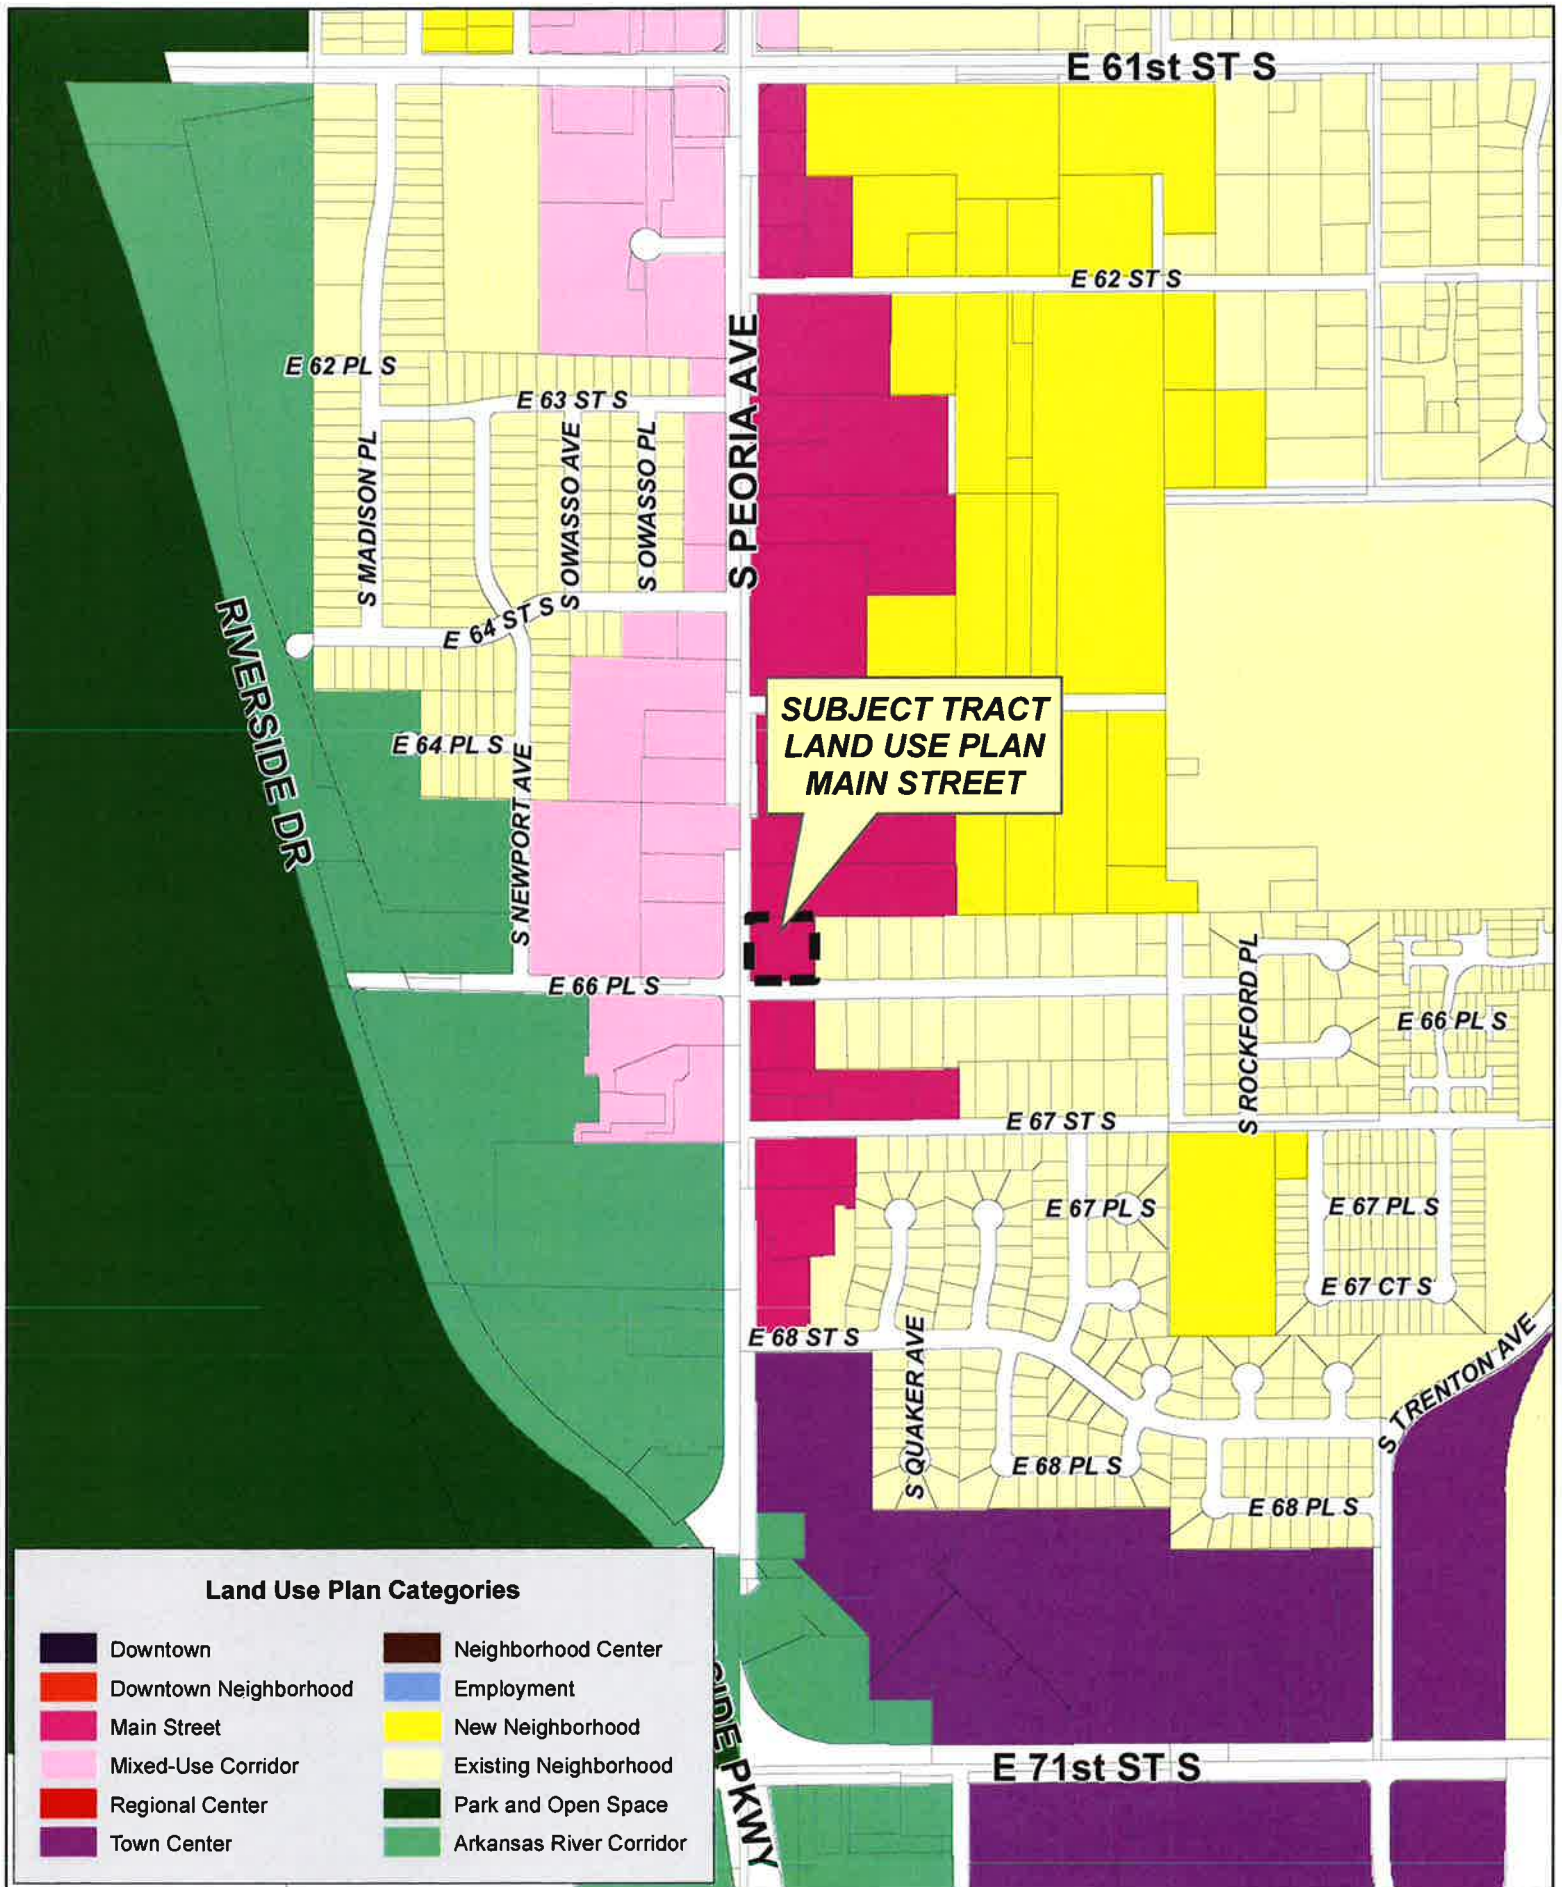 E 61st ST S
E 62 ST S
S PEORIA AVE
E 62 PL S
E 63 ST S
S MADISON PL
S OWASSO AVE
S OWASSO PL
RIVERSIDE DR
E 64 ST S
SUBJECT TRACT
LAND USE PLAN
MAIN STREET
E 64 PL S
S NEWPORT AVE
E 66 PL S
S ROCKFORD PL
E 66 PL S
E 67 ST S
E 67 PL S
E 67 PL S
E 67 CT S
E 68 ST S
S QUAKER AVE
S TRENTON AVE
E 68 PL S
E 68 PL S
Land Use Plan Categories
Downtown
Downtown Neighborhood
Main Street
Mixed-Use Corridor
Regional Center
Town Center
Neighborhood Center
Employment
New Neighborhood
Existing Neighborhood
Park and Open Space
Arkansas River Corridor
PKWY
E 71st ST S